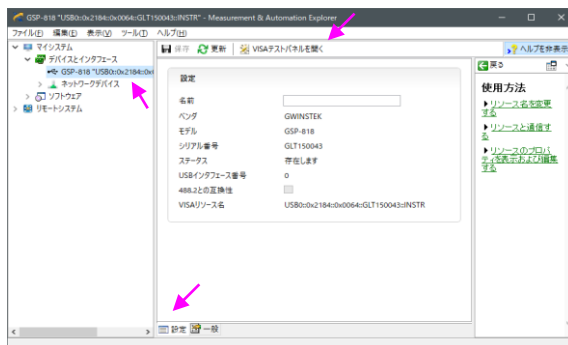 GSP-818 "USB0::0x2184::0x0064::GLT150043::INSTR" - Measurement & Automation Explorer
ファイル(F) 編集(E) 表示(V) ツール(T) ヘルプ(H)
マイシステム
デバイスとインタフェース
GSP-818 "USB0::0x2184::0x0
ネットワークデバイス
ソフトウェア
リモートシステム
保存 更新 VISAテストパネルを開く
ヘルプを非表示
設定
名前
ベンダ GWINSTEK
モデル GSP-818
シリアル番号 GLT150043
ステータス 存在します
USBインタフェース番号 0
488.2との互換性
VISAリソース名 USB0::0x2184::0x0064::GLT150043::INSTR
設定 一般
戻る
使用方法
リソース名を変更
する
リソースと通信す
る
リソースのプロパ
ティを表示および編集
する